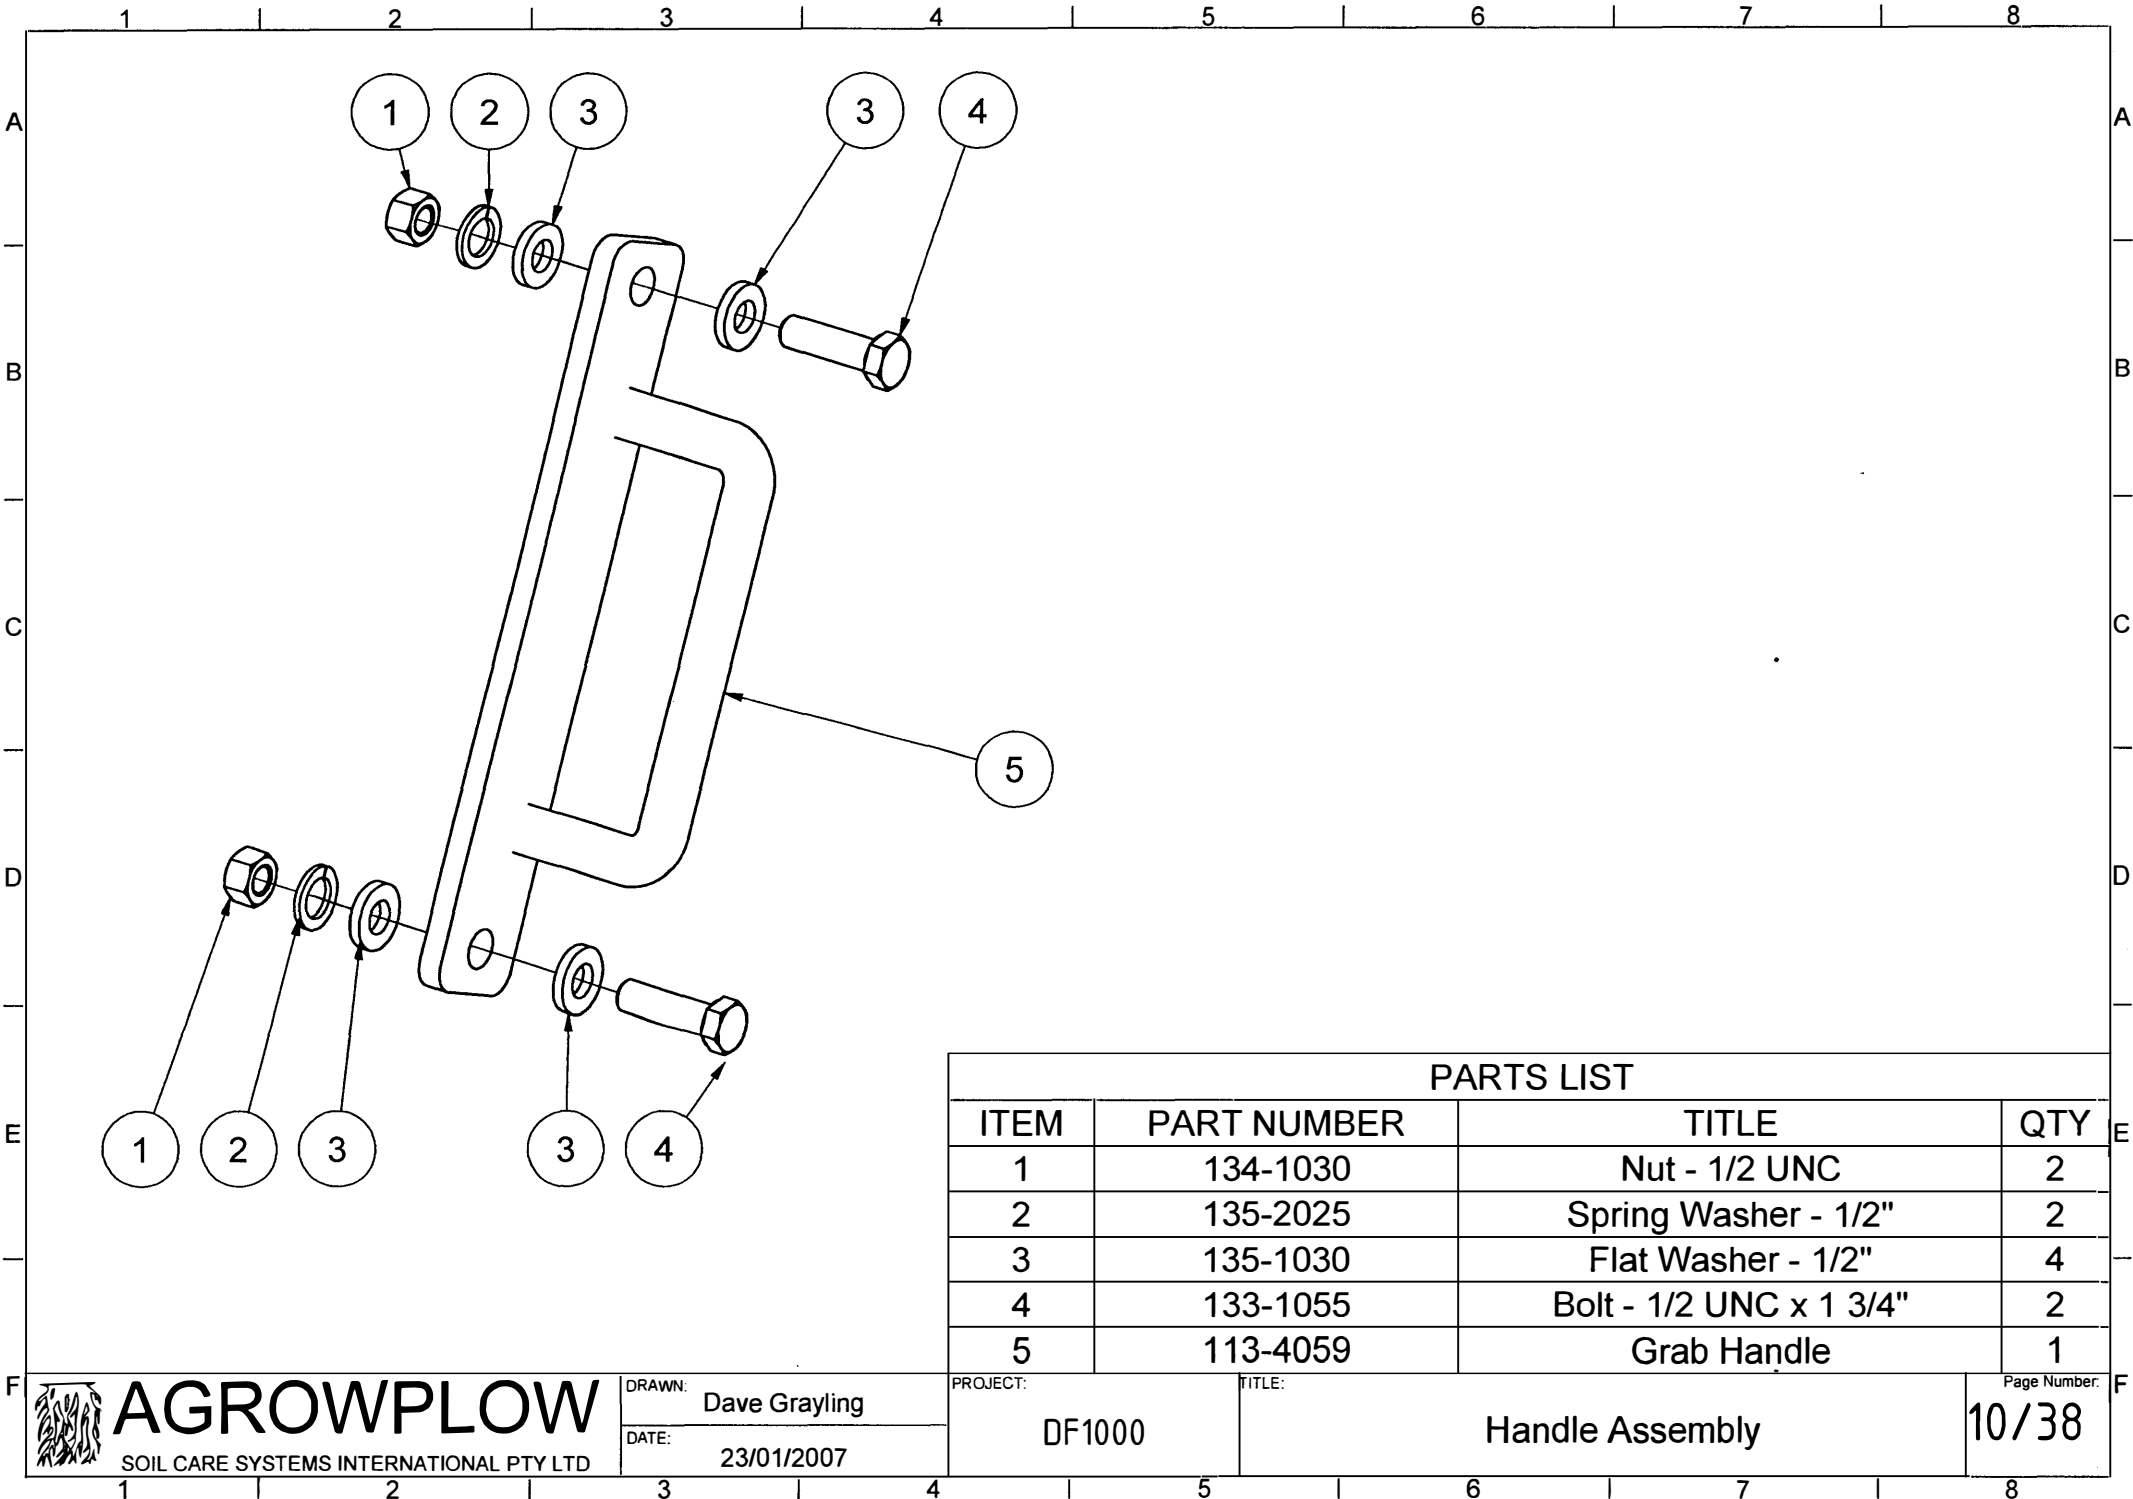 1 2 3 4 5 6 7 8
A A
1 2 3 3 4
B B
C C
5
D D
1 2 3 3 4
E E
PARTS LIST
ITEM PART NUMBER TITLE QTY
1 134-1030 Nut - 1/2 UNC 2
2 135-2025 Spring Washer - 1/2" 2
3 135-1030 Flat Washer - 1/2" 4
4 133-1055 Bolt - 1/2 UNC x 1 3/4" 2
5 113-4059 Grab Handle 1
F F
AGROWPLOW
SOIL CARE SYSTEMS INTERNATIONAL PTY LTD
DRAWN: Dave Grayling
DATE: 23/01/2007
PROJECT: DF1000
TITLE: Handle Assembly
Page Number: 10/38
1 2 3 4 5 6 7 8